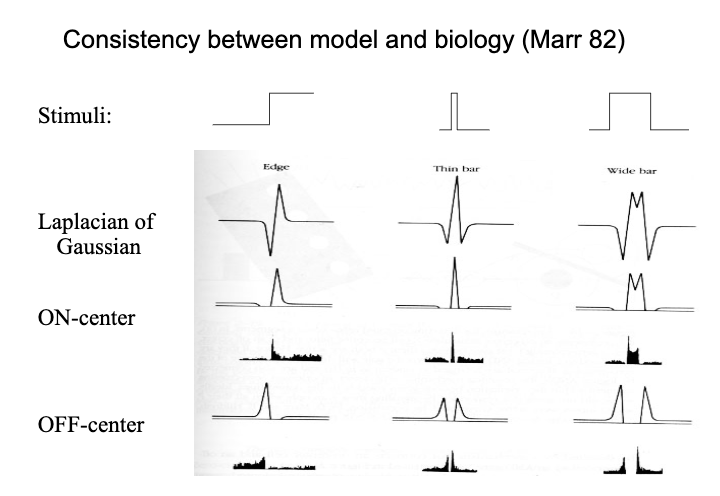 Consistency between model and biology (Marr 82)
Stimuli:
Edge
Thin bar
Wide bar
Laplacian of
Gaussian
ON-center
OFF-center